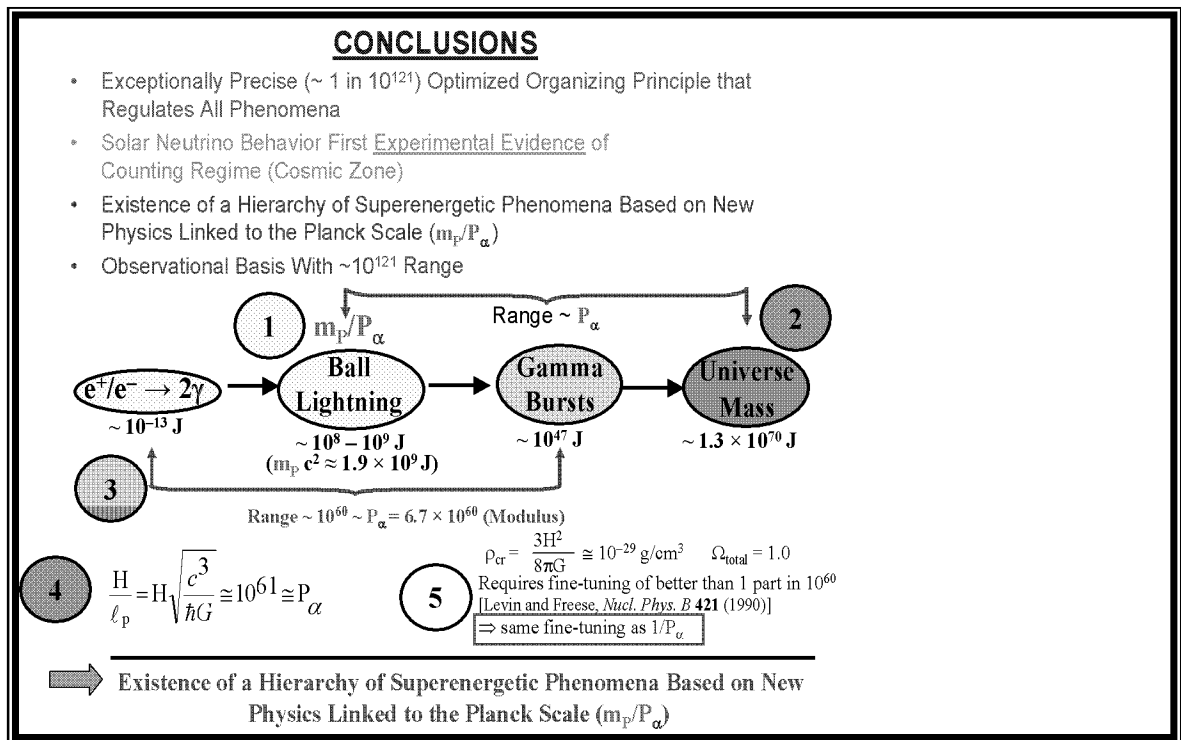 CONCLUSIONS
• Exceptionally Precise (~ 1 in 10¹²¹) Optimized Organizing Principle that
Regulates All Phenomena
• Solar Neutrino Behavior First Experimental Evidence of
Counting Regime (Cosmic Zone)
• Existence of a Hierarchy of Superenergetic Phenomena Based on New
Physics Linked to the Planck Scale (m_P/P_α)
• Observational Basis With ~10¹²¹ Range
1
m_P/P_α
Range ~ P_α
2
e⁺/e⁻ → 2γ
~ 10⁻¹³ J
Ball
Lightning
~ 10⁸ – 10⁹ J
(m_P c² ≈ 1.9 × 10⁹ J)
Gamma
Bursts
~ 10⁴⁷ J
Universe
Mass
~ 1.3 × 10⁷⁰ J
3
Range ~ 10⁶⁰ ~ P_α = 6.7 × 10⁶⁰ (Modulus)
4
H/ℓ_p = H√(c³/ħG) ≅ 10⁶¹ ≅ P_α
5
ρ_cr = 3H²/8πG ≅ 10⁻²⁹ g/cm³ Ω_total = 1.0
Requires fine-tuning of better than 1 part in 10⁶⁰
[Levin and Freese, Nucl. Phys. B 421 (1990)]
⇒ same fine-tuning as 1/P_α
Existence of a Hierarchy of Superenergetic Phenomena Based on New
Physics Linked to the Planck Scale (m_P/P_α)